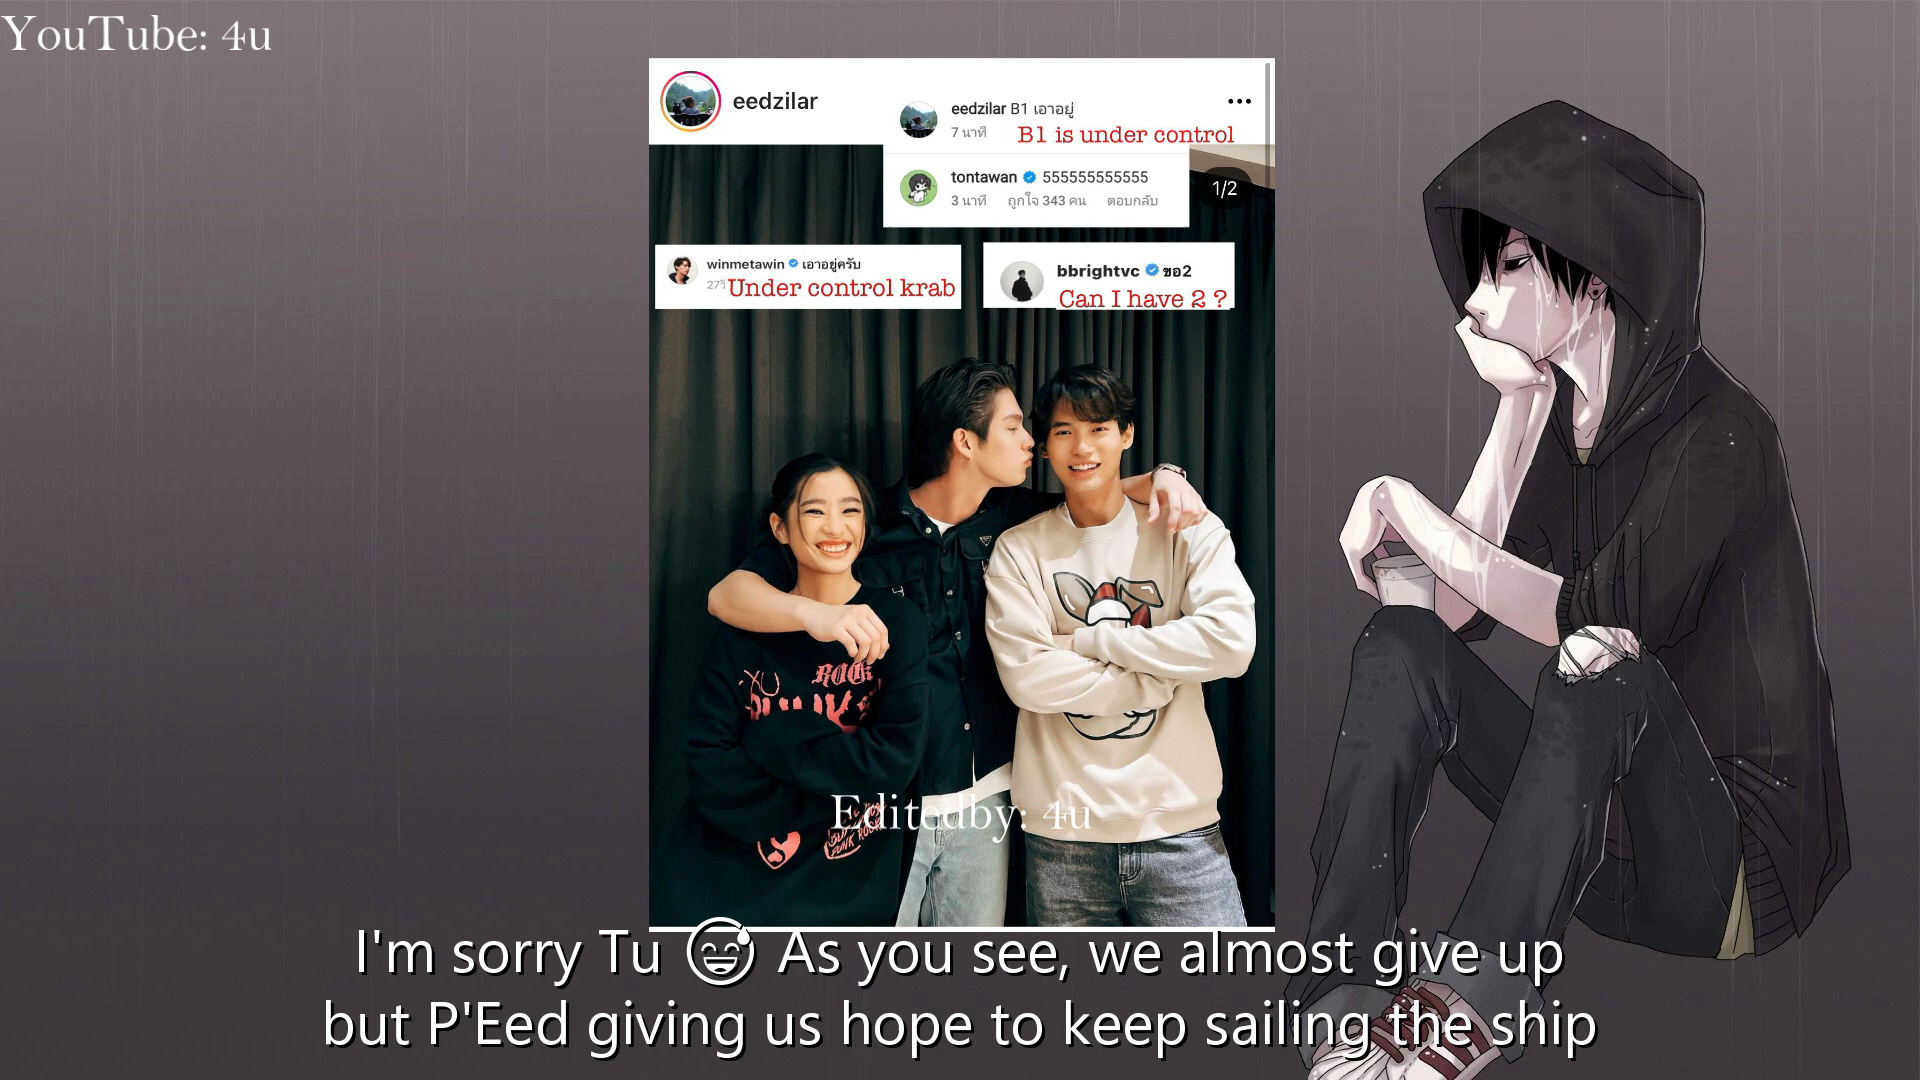 YouTube: 4u
eedzilar
eedzilar B1 เอาอยู่
7 นาที
B1 is under control
tontawan 555555555555
3 นาที ถูกใจ 343 คน ตอบกลับ
1/2
winmetawin เอาอยู่ครับ
27วิ
Under control krab
bbrightvc ขอ2
Can I have 2 ?
ROCK
PUNK ROCK
Editedby: 4u
I'm sorry Tu 😅 As you see, we almost give up
but P'Eed giving us hope to keep sailing the ship